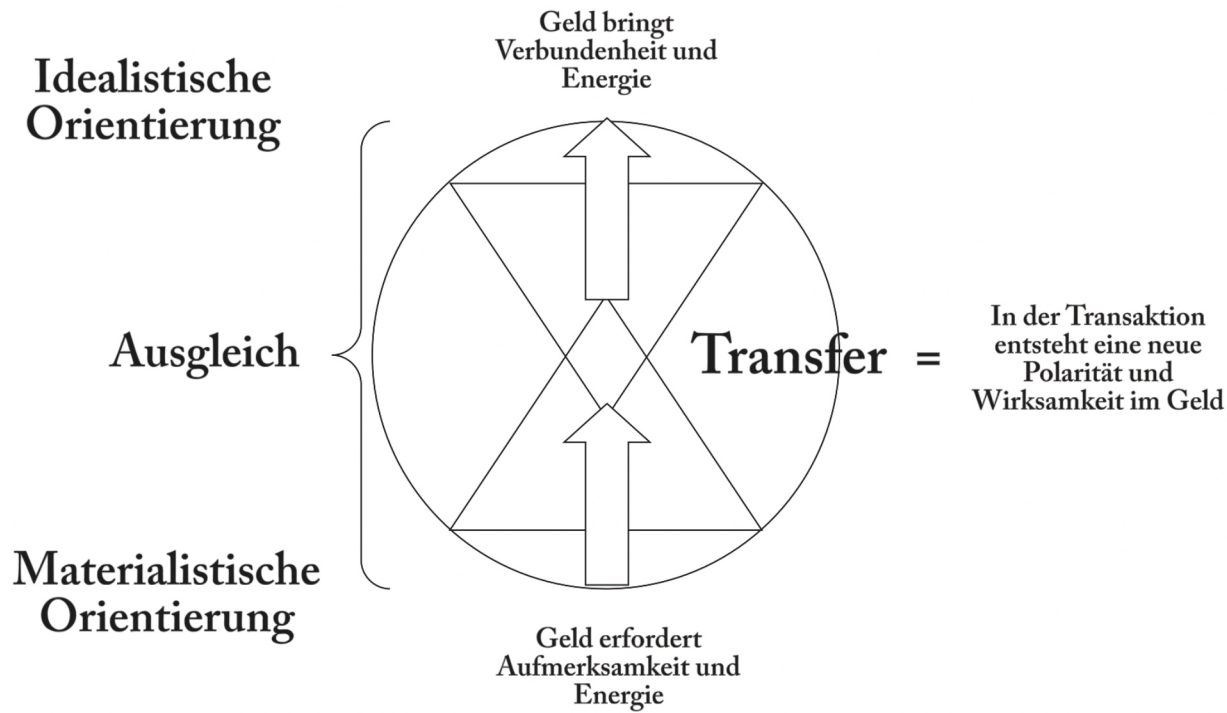 Geld bringt
Verbundenheit und
Energie
Idealistische
Orientierung
Ausgleich
Transfer =
In der Transaktion
entsteht eine neue
Polarität und
Wirksamkeit im Geld
Materialistische
Orientierung
Geld erfordert
Aufmerksamkeit und
Energie